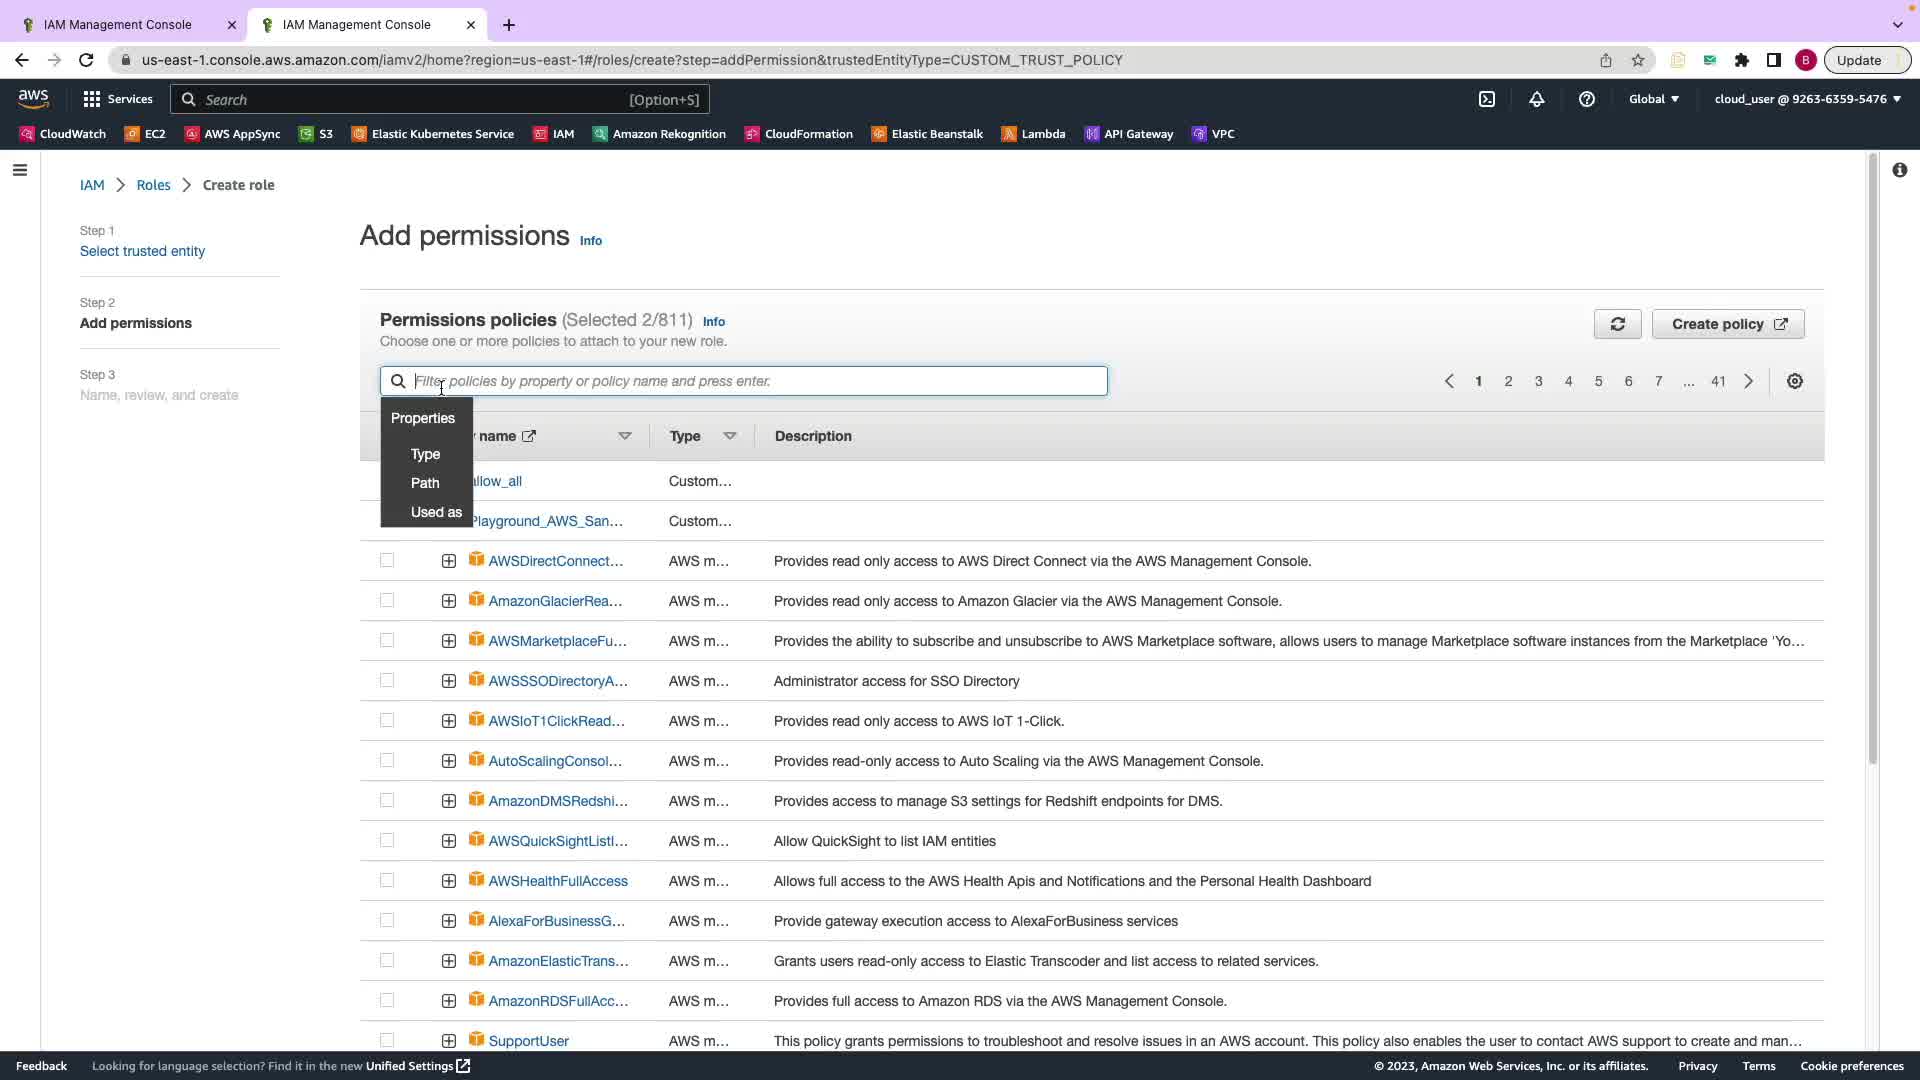 IAM Management Console
IAM Management Console
us-east-1.console.aws.amazon.com/iamv2/home?region=us-east-1#/roles/create?step=addPermission&trustedEntityType=CUSTOM_TRUST_POLICY
B
Update
aws
Services
Search
[Option+S]
Global
cloud_user @ 9263-6359-5476
CloudWatch
EC2
AWS AppSync
S3
Elastic Kubernetes Service
IAM
Amazon Rekognition
CloudFormation
Elastic Beanstalk
Lambda
API Gateway
VPC
IAM > Roles > Create role
Step 1
Select trusted entity
Step 2
Add permissions
Step 3
Name, review, and create
Add permissions Info
Permissions policies (Selected 2/811) Info
Choose one or more policies to attach to your new role.
Create policy
Filter policies by property or policy name and press enter.
1 2 3 4 5 6 7 ... 41
Properties
Type
Path
Used as
name
Type
Description
allow_all Custom...
Playground_AWS_San... Custom...
AWSDirectConnect... AWS m... Provides read only access to AWS Direct Connect via the AWS Management Console.
AmazonGlacierRea... AWS m... Provides read only access to Amazon Glacier via the AWS Management Console.
AWSMarketplaceFu... AWS m... Provides the ability to subscribe and unsubscribe to AWS Marketplace software, allows users to manage Marketplace software instances from the Marketplace 'Yo...
AWSSSODirectoryA... AWS m... Administrator access for SSO Directory
AWSIoT1ClickRead... AWS m... Provides read only access to AWS IoT 1-Click.
AutoScalingConsol... AWS m... Provides read-only access to Auto Scaling via the AWS Management Console.
AmazonDMSRedshi... AWS m... Provides access to manage S3 settings for Redshift endpoints for DMS.
AWSQuickSightListI... AWS m... Allow QuickSight to list IAM entities
AWSHealthFullAccess AWS m... Allows full access to the AWS Health Apis and Notifications and the Personal Health Dashboard
AlexaForBusinessG... AWS m... Provide gateway execution access to AlexaForBusiness services
AmazonElasticTrans... AWS m... Grants users read-only access to Elastic Transcoder and list access to related services.
AmazonRDSFullAcc... AWS m... Provides full access to Amazon RDS via the AWS Management Console.
SupportUser AWS m... This policy grants permissions to troubleshoot and resolve issues in an AWS account. This policy also enables the user to contact AWS support to create and man...
Feedback
Looking for language selection? Find it in the new Unified Settings
© 2023, Amazon Web Services, Inc. or its affiliates.
Privacy
Terms
Cookie preferences